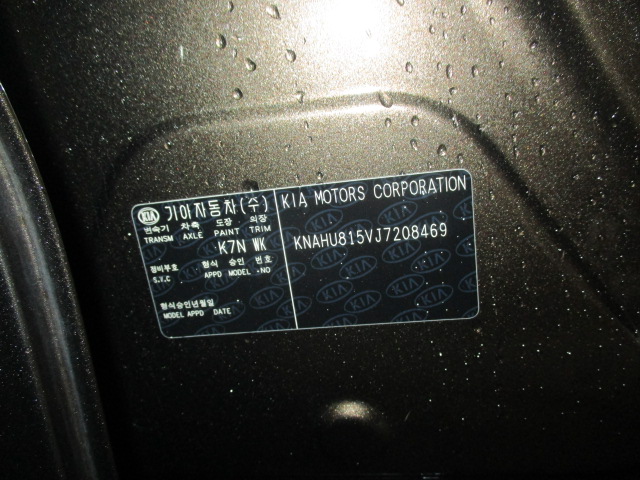 KIA 기아자동차(수)
변속기 차축 도장 의장
TRANSM AXLE PAINT TRIM
K7N WK
정비부호 형식 승인 번호
S.V.C APPD MODEL-NO
형식승인년월일
MODEL APPD DATE
KIA MOTORS CORPORATION
KNAHU815VJ7208469